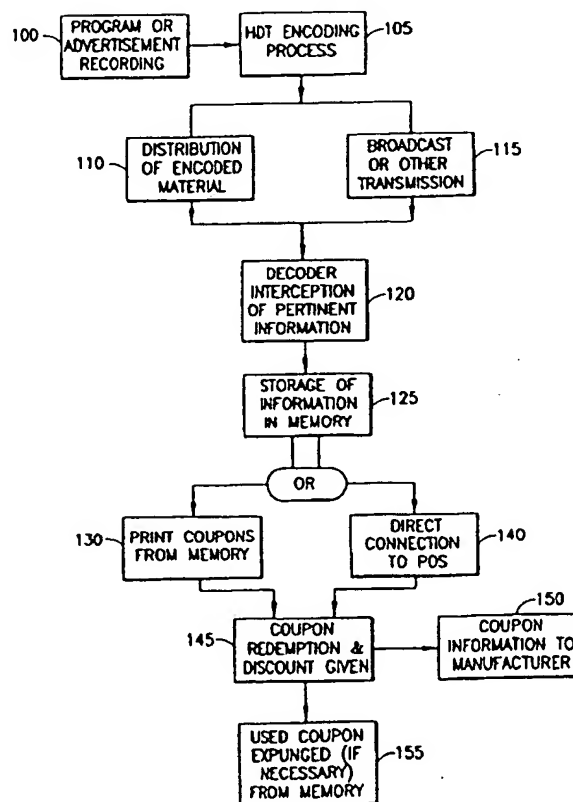 100
PROGRAM OR
ADVERTISEMENT
RECORDING
HDT ENCODING
PROCESS
105
110
DISTRIBUTION
OF ENCODED
MATERIAL
BROADCAST
OR OTHER
TRANSMISSION
115
DECODER
INTERCEPTION
OF PERTINENT
INFORMATION
120
STORAGE OF
INFORMATION
IN MEMORY
125
OR
130
PRINT COUPONS
FROM MEMORY
DIRECT
CONNECTION
TO POS
140
145
COUPON
REDEMPTION &
DISCOUNT GIVEN
150
COUPON
INFORMATION TO
MANUFACTURER
USED COUPON
EXPUNGED (IF
NECESSARY)
FROM MEMORY
155